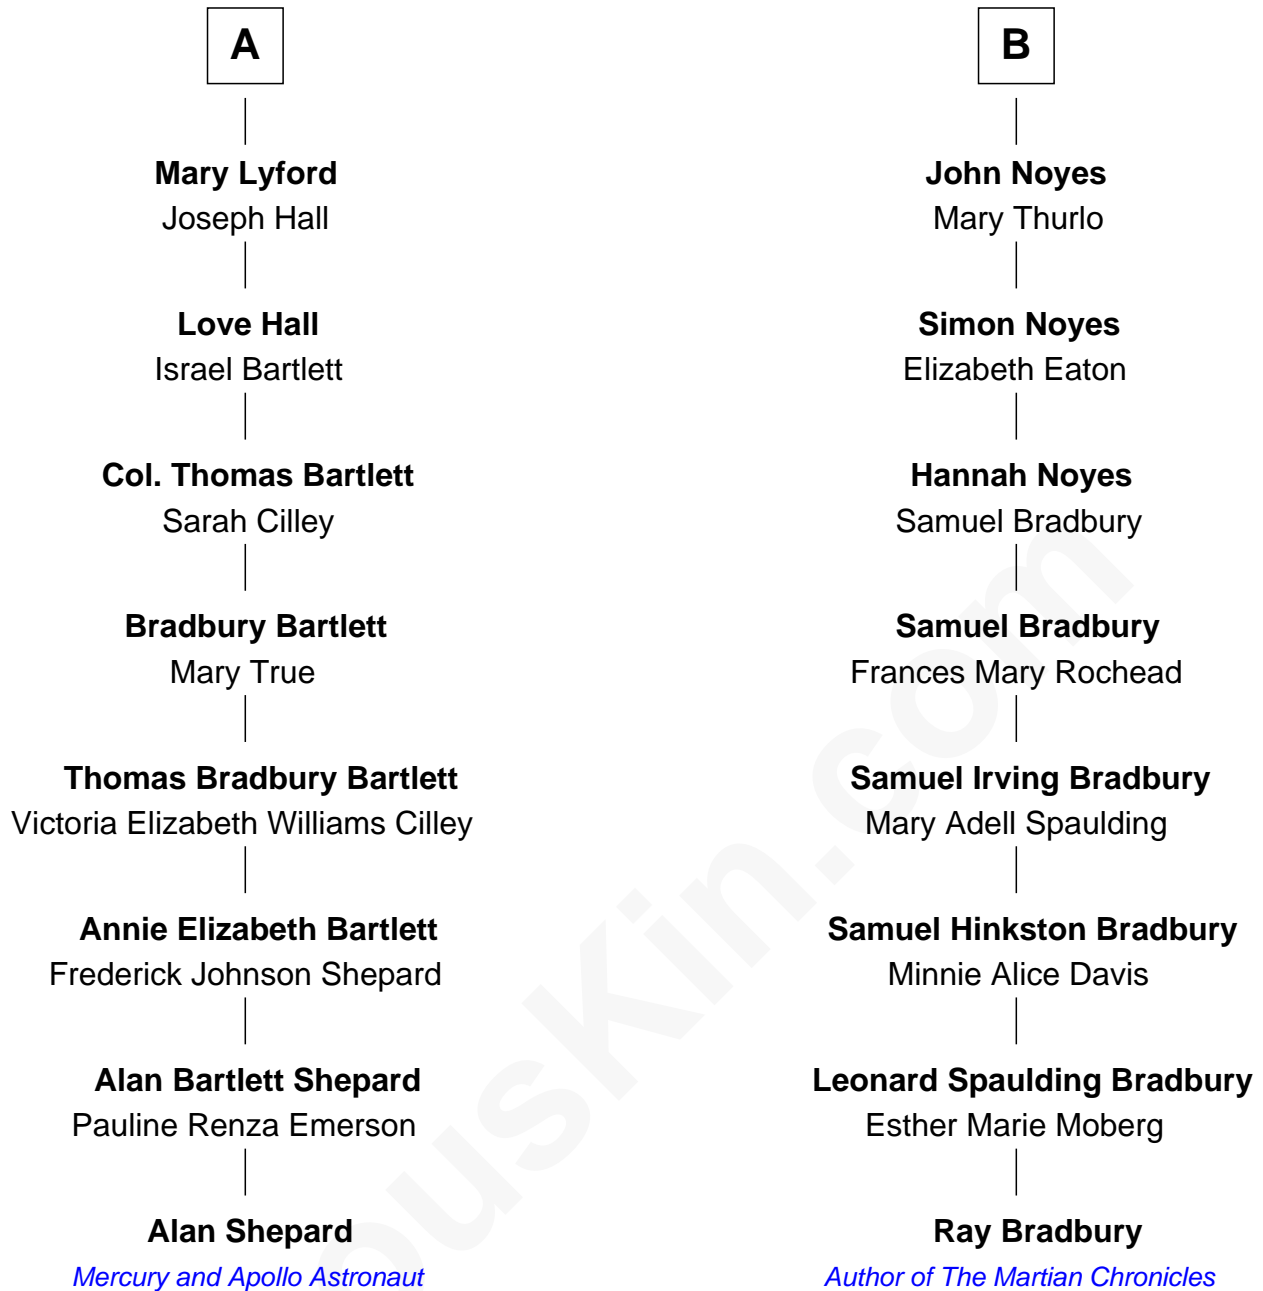 A
Mary Lyford
Joseph Hall
Love Hall
Israel Bartlett
Col. Thomas Bartlett
Sarah Cilley
Bradbury Bartlett
Mary True
Thomas Bradbury Bartlett
Victoria Elizabeth Williams Cilley
Annie Elizabeth Bartlett
Frederick Johnson Shepard
Alan Bartlett Shepard
Pauline Renza Emerson
Alan Shepard
Mercury and Apollo Astronaut
B
John Noyes
Mary Thurlo
Simon Noyes
Elizabeth Eaton
Hannah Noyes
Samuel Bradbury
Samuel Bradbury
Frances Mary Rochead
Samuel Irving Bradbury
Mary Adell Spaulding
Samuel Hinkston Bradbury
Minnie Alice Davis
Leonard Spaulding Bradbury
Esther Marie Moberg
Ray Bradbury
Author of The Martian Chronicles
ousKin.com